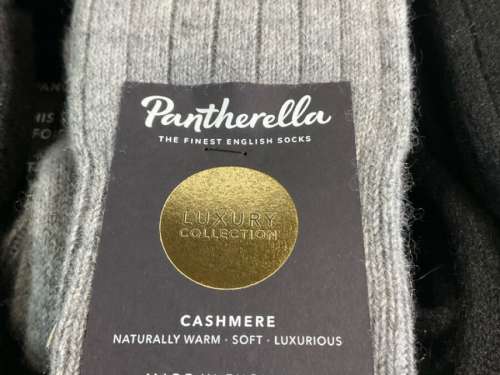 Pantherella
THE FINEST ENGLISH SOCKS
LUXURY
COLLECTION
CASHMERE
NATURALLY WARM · SOFT · LUXURIOUS